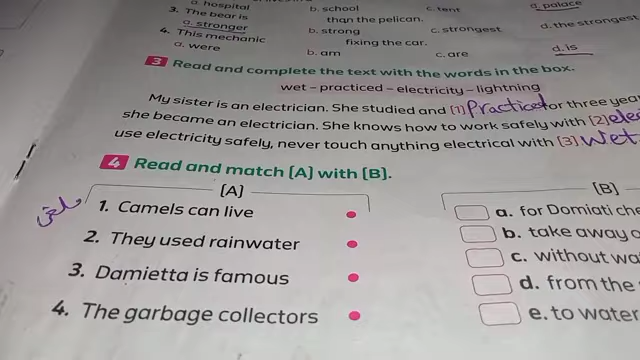 a. hospital b. school c. tent d. palace
3. The bear is than the pelican.
a. stronger b. strong c. strongest d. the strongest
4. This mechanic fixing the car.
a. were b. am c. are d. is
3 Read and complete the text with the words in the box.
wet – practiced – electricity – lightning
My sister is an electrician. She studied and (1) Practiced for three
she became an electrician. She knows how to work safely with (2)
use electricity safely, never touch anything electrical with (3) wet
4 Read and match (A) with (B).
(A) (B)
1. Camels can live a. for Domiati
2. They used rainwater b. take away
3. Damietta is famous c. without
4. The garbage collectors d. from the
e. to water